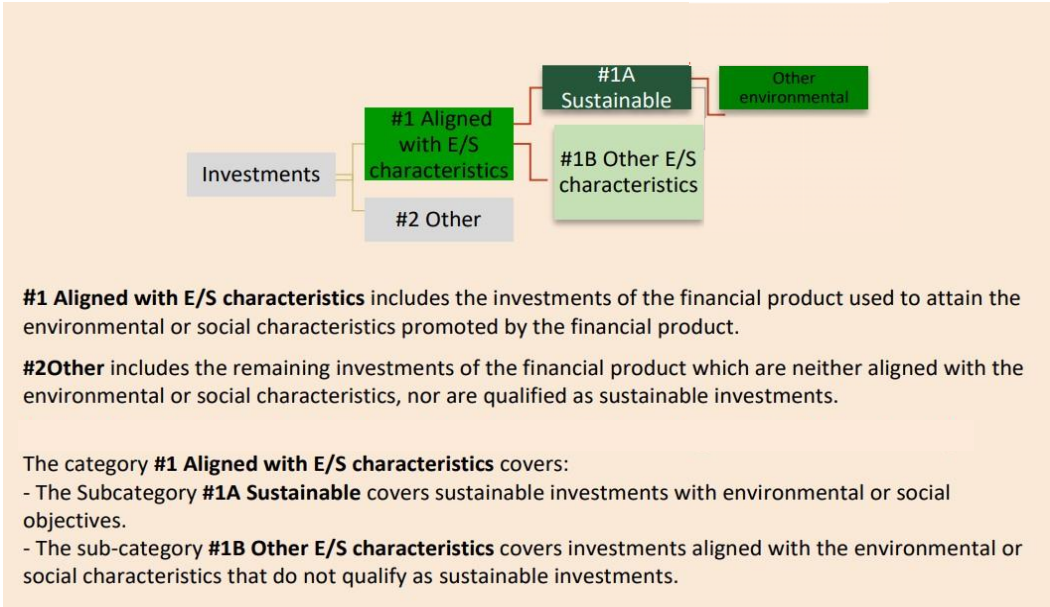 #1A
Sustainable
Other
environmental
#1 Aligned
with E/S
characteristics
Investments
#1B Other E/S
characteristics
#2 Other
#1 Aligned with E/S characteristics includes the investments of the financial product used to attain the
environmental or social characteristics promoted by the financial product.
#2Other includes the remaining investments of the financial product which are neither aligned with the
environmental or social characteristics, nor are qualified as sustainable investments.
The category #1 Aligned with E/S characteristics covers:
- The Subcategory #1A Sustainable covers sustainable investments with environmental or social
objectives.
- The sub-category #1B Other E/S characteristics covers investments aligned with the environmental or
social characteristics that do not qualify as sustainable investments.